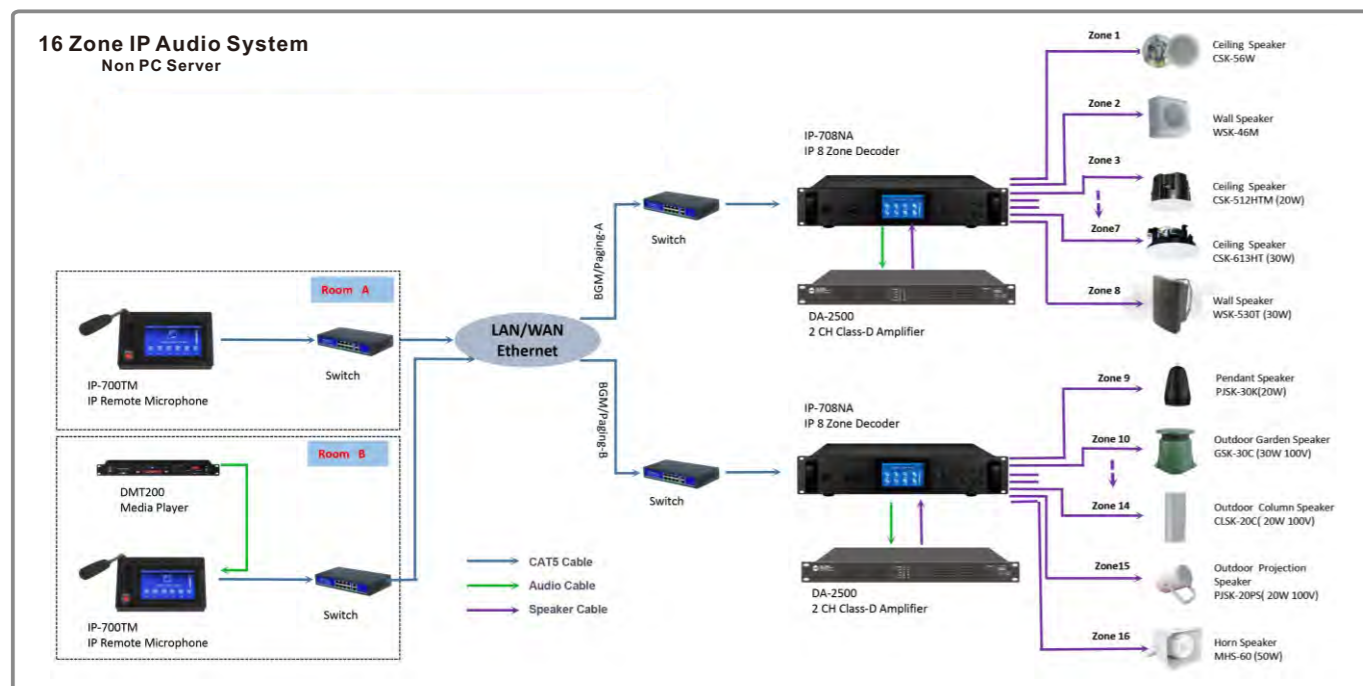 16 Zone IP Audio System
Non PC Server
Room A
IP-700TM
IP Remote Microphone
Switch
Room B
DMT200
Media Player
IP-700TM
IP Remote Microphone
Switch
LAN/WAN
Ethernet
BGM/Paging-A
BGM/Paging-B
CAT5 Cable
Audio Cable
Speaker Cable
Switch
IP-708NA
IP 8 Zone Decoder
DA-2500
2 CH Class-D Amplifier
Switch
IP-708NA
IP 8 Zone Decoder
DA-2500
2 CH Class-D Amplifier
Zone 1
Ceiling Speaker
CSK-56W
Zone 2
Wall Speaker
WSK-46M
Zone 3
Ceiling Speaker
CSK-512HTM (20W)
Zone7
Ceiling Speaker
CSK-613HT (30W)
Zone 8
Wall Speaker
WSK-530T (30W)
Zone 9
Pendant Speaker
PJSK-30K(20W)
Zone 10
Outdoor Garden Speaker
GSK-30C (30W 100V)
Zone 14
Outdoor Column Speaker
CLSK-20C( 20W 100V)
Zone15
Outdoor Projection
Speaker
PJSK-20PS( 20W 100V)
Zone 16
Horn Speaker
MHS-60 (50W)